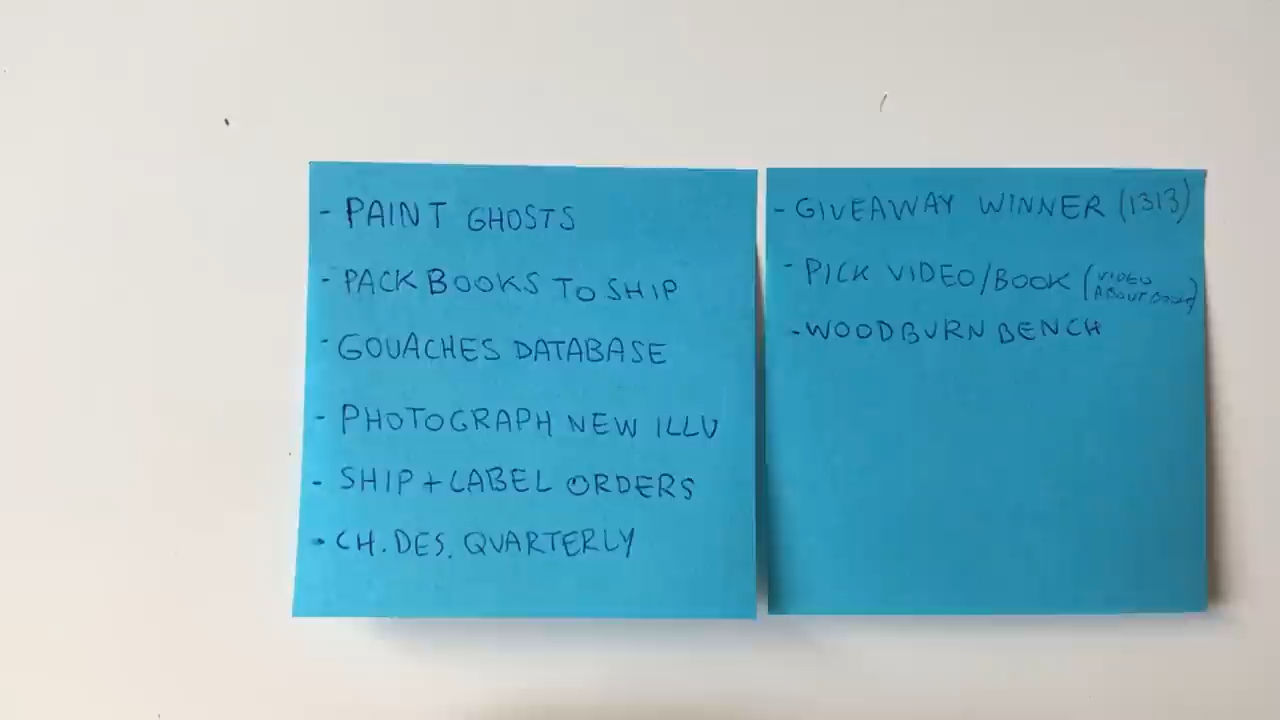 - PAINT GHOSTS
- PACK BOOKS TO SHIP
- GOUACHES DATABASE
- PHOTOGRAPH NEW ILLU
- SHIP + LABEL ORDERS
- CH. DES. QUARTERLY
- GIVEAWAY WINNER (1313)
- PICK VIDEO/BOOK (VIDEO
ABOUT BOOK)
- WOODBURN BENCH